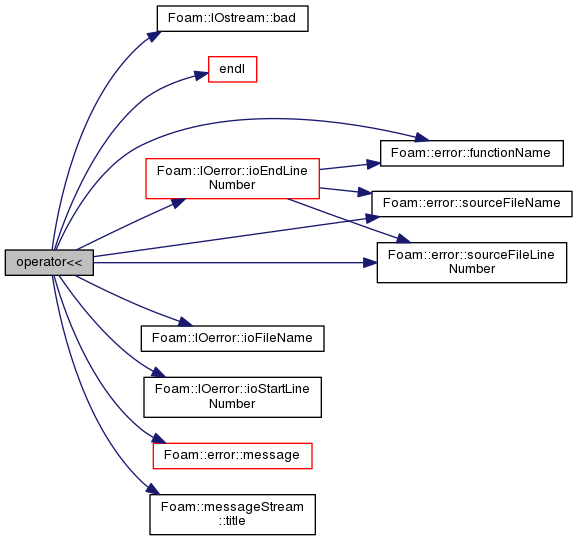 Foam::IOstream::bad
endl
Foam::error::functionName
Foam::IOerror::ioEndLine
Number
Foam::error::sourceFileName
Foam::error::sourceFileLine
Number
operator<<
Foam::IOerror::ioFileName
Foam::IOerror::ioStartLine
Number
Foam::error::message
Foam::messageStream
::title